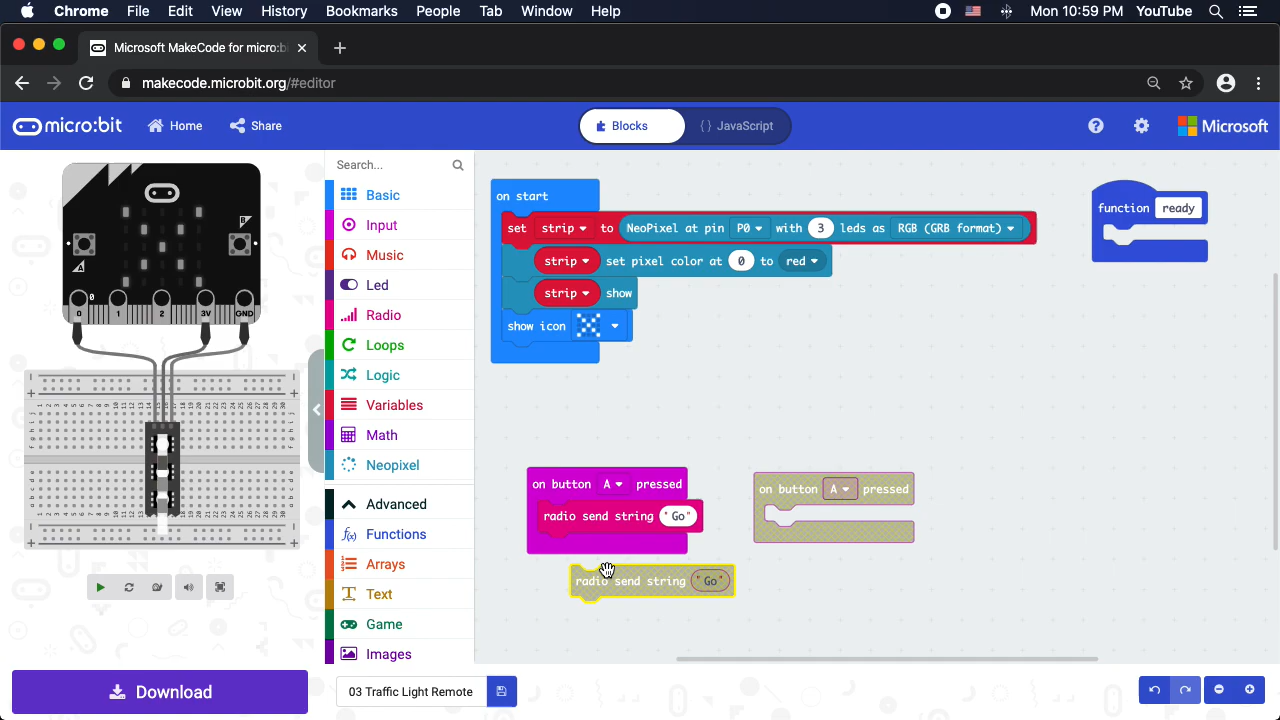 Chrome File Edit View History Bookmarks People Tab Window Help Mon 10:59 PM YouTube
Microsoft MakeCode for micro:b
makecode.microbit.org/#editor
micro:bit Home Share Blocks {} JavaScript Microsoft
Search...
Basic
Input
Music
Led
Radio
Loops
Logic
Variables
Math
Neopixel
Advanced
Functions
Arrays
Text
Game
Images
on start
set strip to NeoPixel at pin P0 with 3 leds as RGB (GRB format)
strip set pixel color at 0 to red
strip show
show icon
function ready
on button A pressed
radio send string "Go"
on button A pressed
radio send string "Go"
A B
0
0 1 2 3V GND
Download
03 Traffic Light Remote